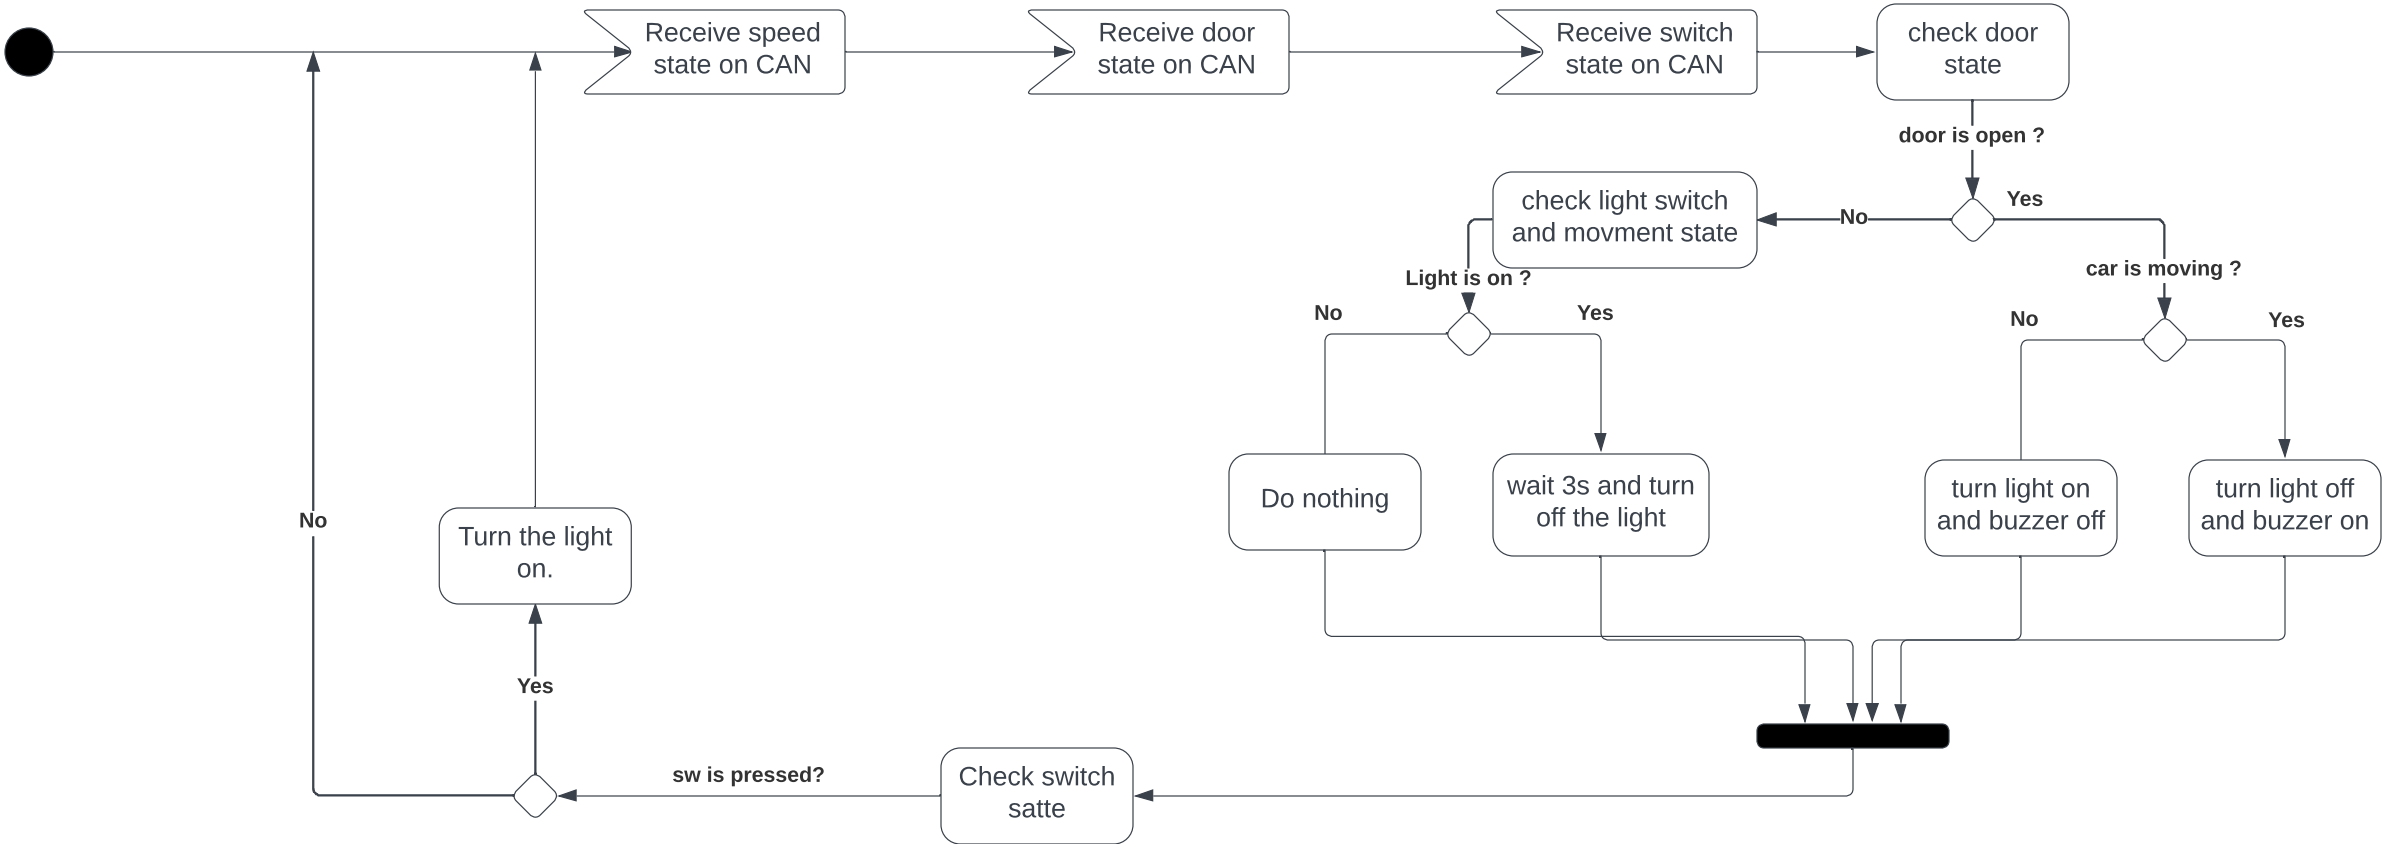 Receive speed
state on CAN
Receive door
state on CAN
Receive switch
state on CAN
check door
state
door is open ?
Yes
No
check light switch
and movment state
car is moving ?
Light is on ?
No
Yes
No
Yes
Do nothing
wait 3s and turn
off the light
turn light on
and buzzer off
turn light off
and buzzer on
No
Turn the light
on.
Yes
sw is pressed?
Check switch
satte